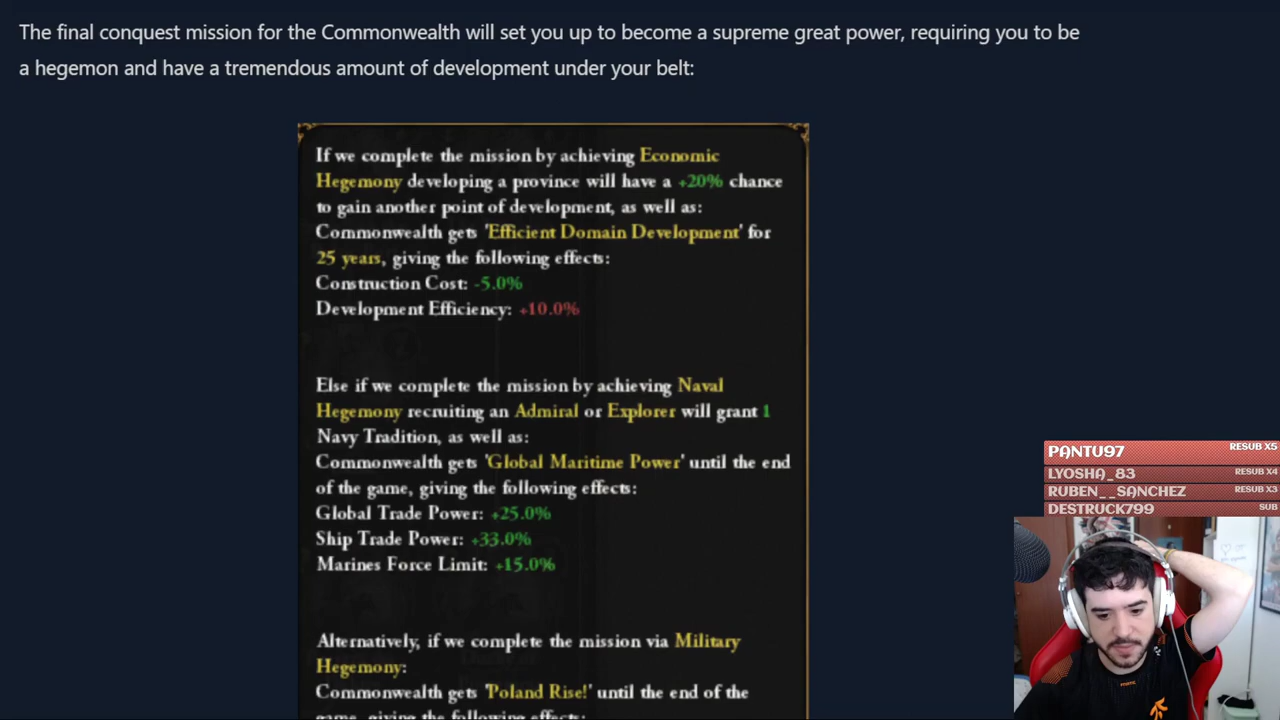 The final conquest mission for the Commonwealth will set you up to become a supreme great power, requiring you to be
a hegemon and have a tremendous amount of development under your belt:
If we complete the mission by achieving Economic
Hegemony developing a province will have a +20% chance
to gain another point of development, as well as:
Commonwealth gets 'Efficient Domain Development' for
25 years, giving the following effects:
Construction Cost: -5.0%
Development Efficiency: +10.0%
Else if we complete the mission by achieving Naval
Hegemony recruiting an Admiral or Explorer will grant 1
Navy Tradition, as well as:
Commonwealth gets 'Global Maritime Power' until the end
of the game, giving the following effects:
Global Trade Power: +25.0%
Ship Trade Power: +33.0%
Marines Force Limit: +15.0%
Alternatively, if we complete the mission via Military
Hegemony:
Commonwealth gets 'Poland Rise!' until the end of the
game, giving the following effects:
PANTU97 RESUB X5
LYOSHA_83 RESUB X4
RUBEN__SANCHEZ RESUB X3
DESTRUCK799 SUB